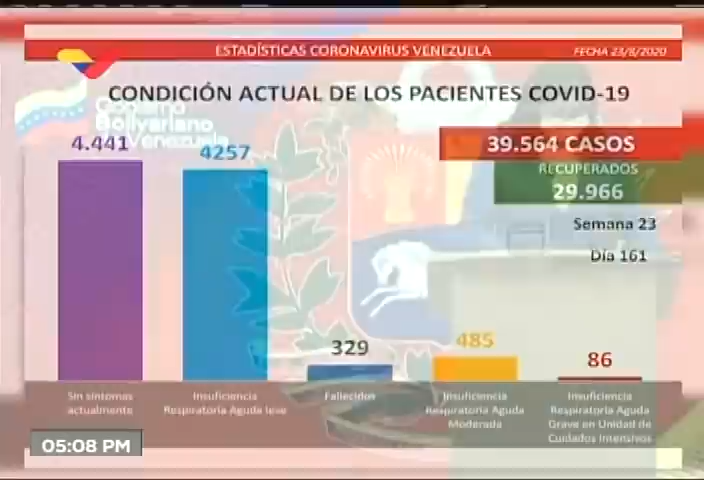 ESTADÍSTICAS CORONAVIRUS VENEZUELA
FECHA 23/8/2020
CONDICIÓN ACTUAL DE LOS PACIENTES COVID-19
Gobierno
Bolivariano
Venezuela
4.441
4257
39.564 CASOS
RECUPERADOS
29.966
Semana 23
Día 161
329
485
86
Sin síntomas
actualmente
Insuficiencia
Respiratoria Aguda leve
Fallecidos
Insuficiencia
Respiratoria Aguda
Moderada
Insuficiencia
Respiratoria Aguda
Grave en Unidad de
Cuidados Intensivos
05:08 PM